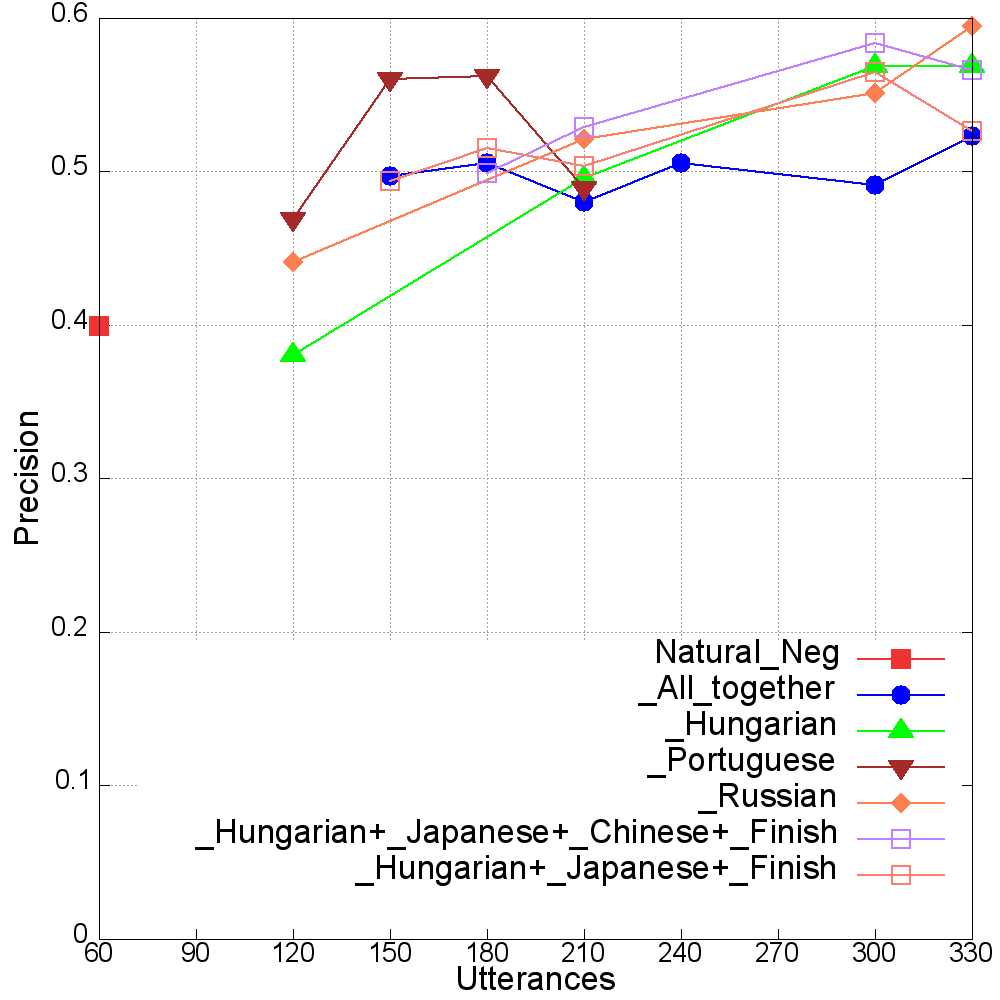 0.6
0.5
0.4
0.3
0.2
0.1
0
Precision
Natural_Neg
_All_together
_Hungarian
_Portuguese
_Russian
_Hungarian+_Japanese+_Chinese+_Finish
_Hungarian+_Japanese+_Finish
60 90 120 150 180 210 240 270 300 330
Utterances